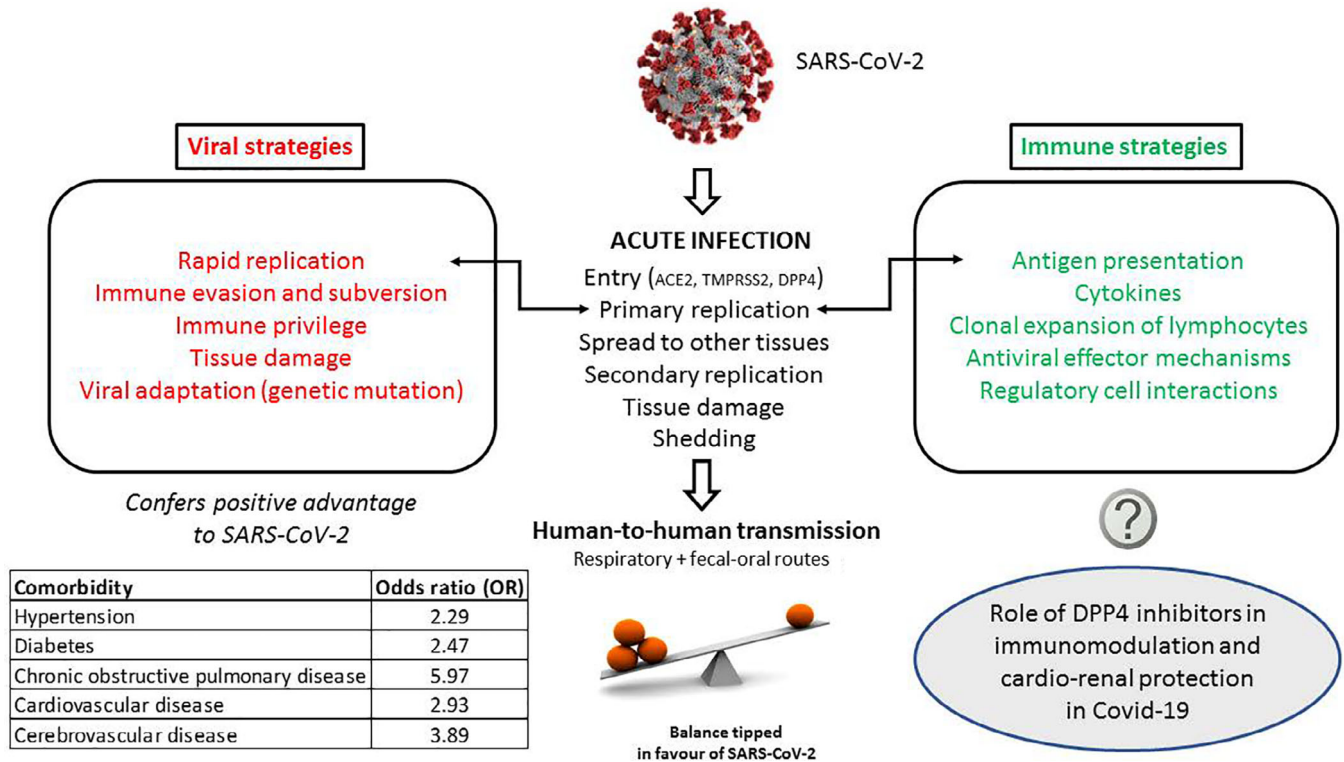 SARS-CoV-2
Viral strategies
Rapid replication
Immune evasion and subversion
Immune privilege
Tissue damage
Viral adaptation (genetic mutation)
Confers positive advantage
to SARS-CoV-2
Comorbidity Odds ratio (OR)
Hypertension 2.29
Diabetes 2.47
Chronic obstructive pulmonary disease 5.97
Cardiovascular disease 2.93
Cerebrovascular disease 3.89
ACUTE INFECTION
Entry (ACE2, TMPRSS2, DPP4)
Primary replication
Spread to other tissues
Secondary replication
Tissue damage
Shedding
Human-to-human transmission
Respiratory + fecal-oral routes
Balance tipped
in favour of SARS-CoV-2
Immune strategies
Antigen presentation
Cytokines
Clonal expansion of lymphocytes
Antiviral effector mechanisms
Regulatory cell interactions
?
Role of DPP4 inhibitors in
immunomodulation and
cardio-renal protection
in Covid-19